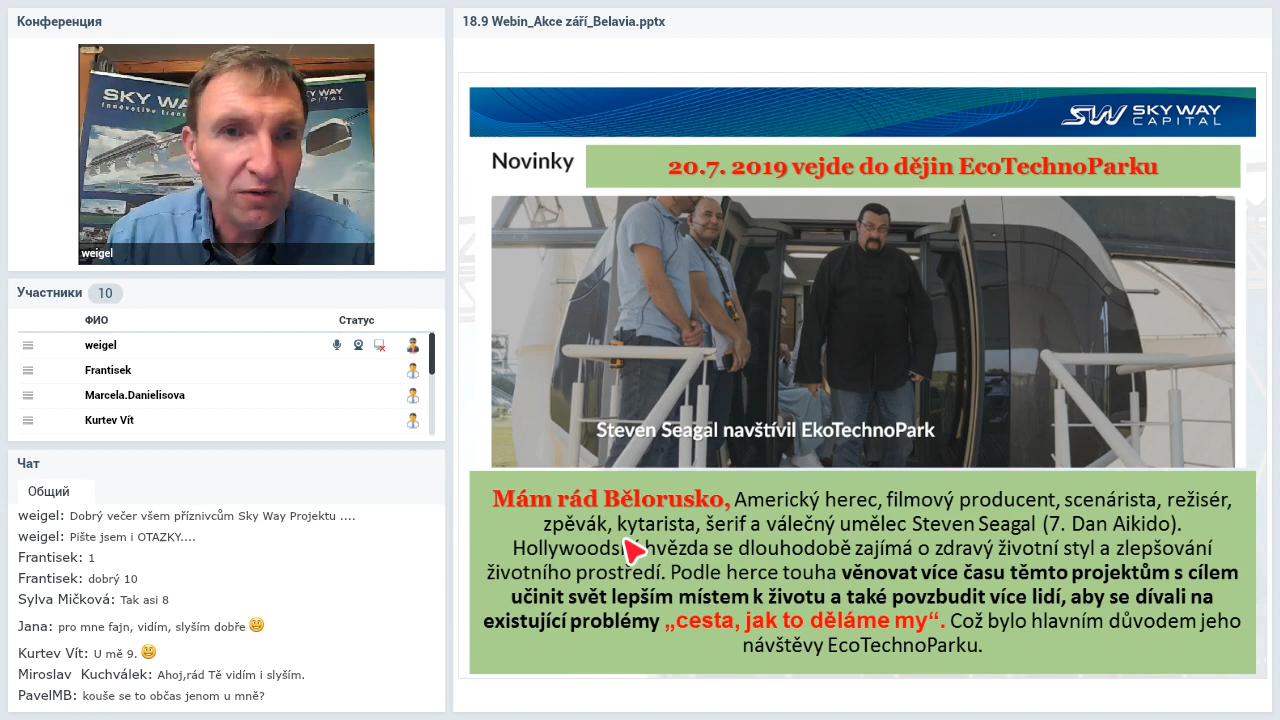 Конференция
SKY WA
Innovative trans
WAY
CAPITAL
weigel
Участники 10
ФИО Статус
weigel
Frantisek
Marcela.Danielisova
Kurtev Vít
Чат
Общий
weigel: Dobrý večer všem příznivcům Sky Way Projektu ....
weigel: Pište jsem i OTAZKY....
Frantisek: 1
Frantisek: dobrý 10
Sylva Mičková: Tak asi 8
Jana: pro mne fajn, vidím, slyším dobře
Kurtev Vít: U mě 9.
Miroslav Kuchválek: Ahoj,rád Tě vidím i slyším.
PavelMB: kouše se to občas jenom u mně?
18.9 Webin_Akce září_Belavia.pptx
SW SKY WAY
CAPITAL
Novinky
20.7. 2019 vejde do dějin EcoTechnoParku
Steven Seagal navštívil EkoTechnoPark
Mám rád Bělorusko, Americký herec, filmový producent, scenárista, režisér,
zpěvák, kytarista, šerif a válečný umělec Steven Seagal (7. Dan Aikido).
Hollywoodská hvězda se dlouhodobě zajímá o zdravý životní styl a zlepšování
životního prostředí. Podle herce touha věnovat více času těmto projektům s cílem
učinit svět lepším místem k životu a také povzbudit více lidí, aby se dívali na
existující problémy „cesta, jak to děláme my“. Což bylo hlavním důvodem jeho
návštěvy EcoTechnoParku.